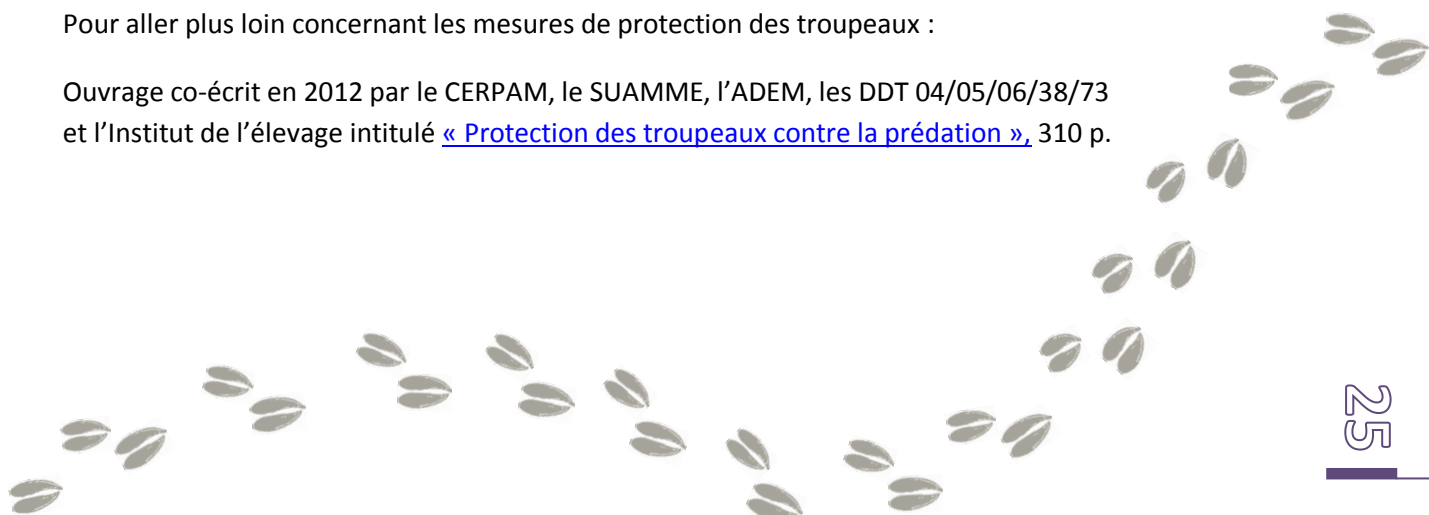 Pour aller plus loin concernant les mesures de protection des troupeaux :
Ouvrage co-écrit en 2012 par le CERPAM, le SUAMME, l’ADEM, les DDT 04/05/06/38/73
et l’Institut de l’élevage intitulé « Protection des troupeaux contre la prédation », 310 p.
25